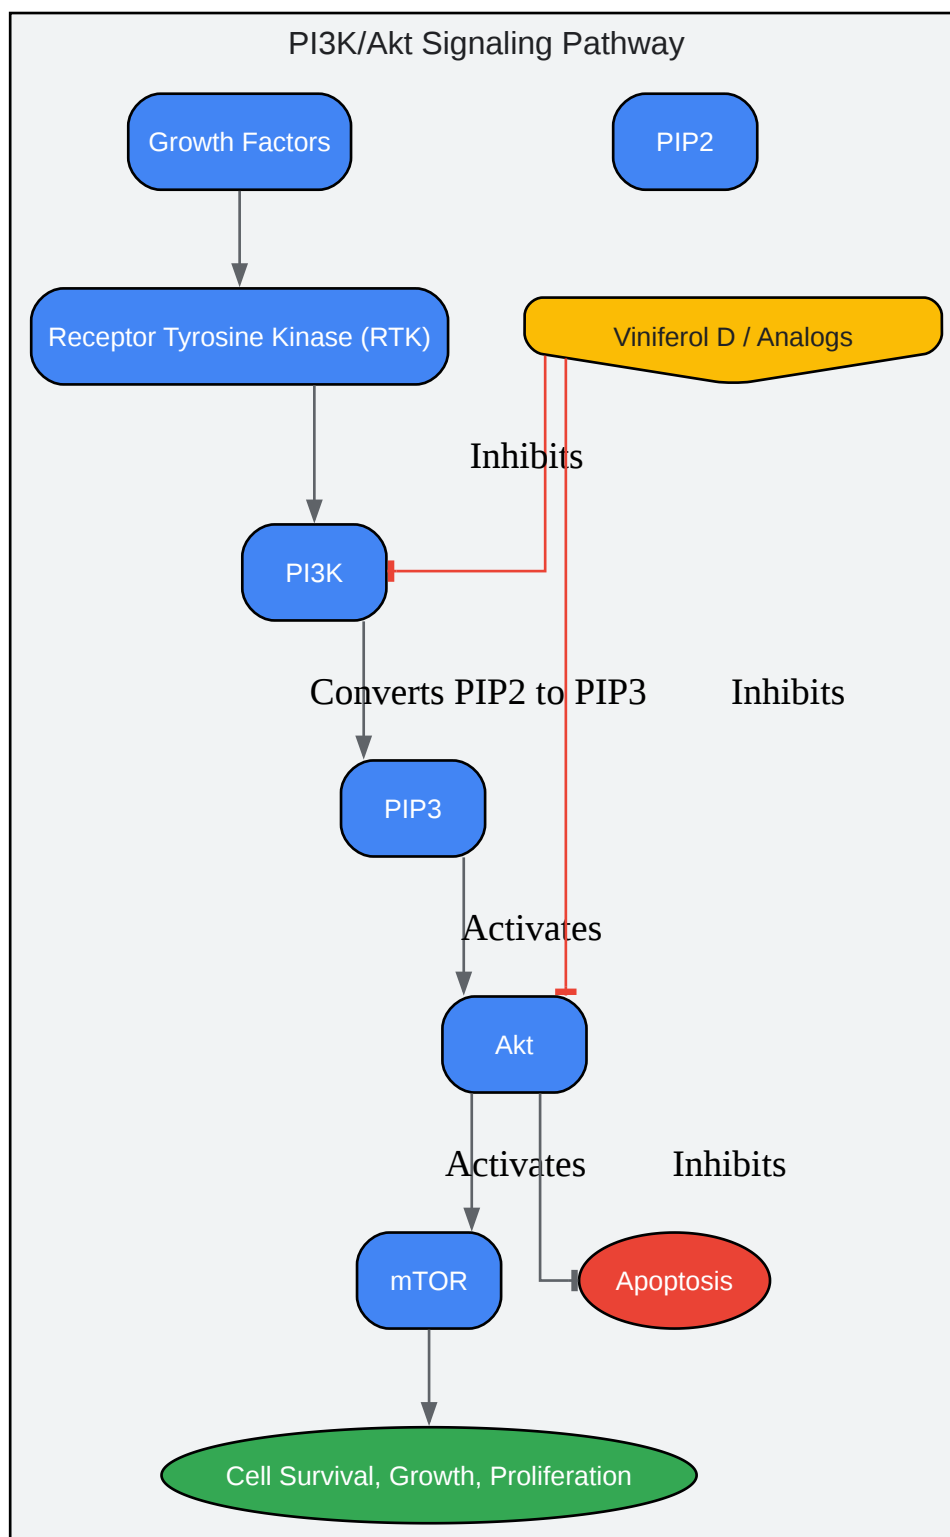 PI3K/Akt Signaling Pathway
Growth Factors
PIP2
Receptor Tyrosine Kinase (RTK)
Viniferol D / Analogs
Inhibits
PI3K
Converts PIP2 to PIP3
Inhibits
PIP3
Activates
Akt
Activates
Inhibits
mTOR
Apoptosis
Cell Survival, Growth, Proliferation